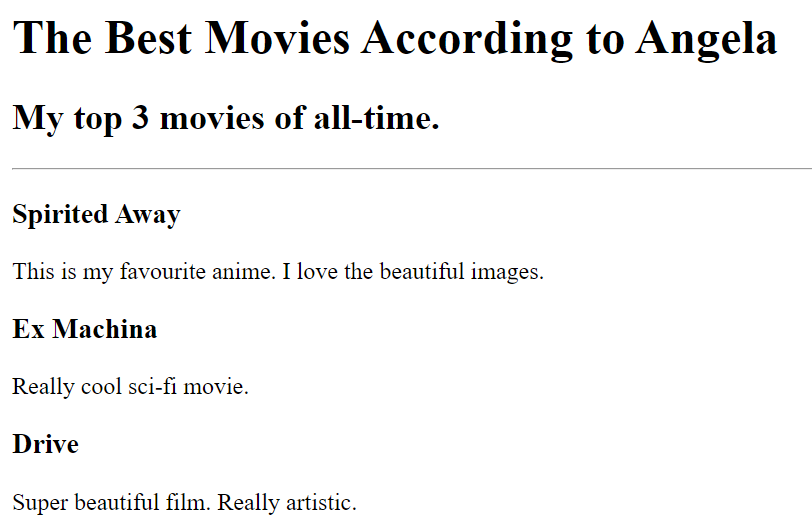 The Best Movies According to Angela
My top 3 movies of all-time.
Spirited Away
This is my favourite anime. I love the beautiful images.
Ex Machina
Really cool sci-fi movie.
Drive
Super beautiful film. Really artistic.